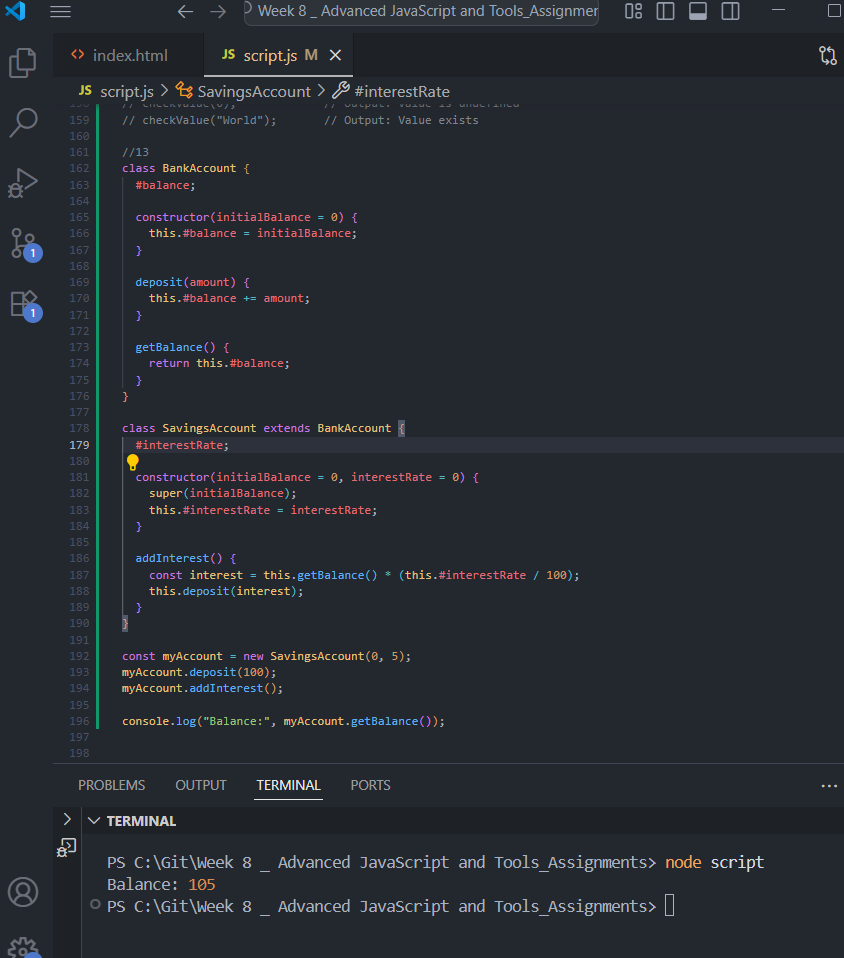 Week 8 _ Advanced JavaScript and Tools_Assignmen
index.html
JS script.js M
JS script.js > SavingsAccount > #interestRate
158 // checkValue(0); // Output: Value is undefined
159 // checkValue("World"); // Output: Value exists
160
161 //13
162 class BankAccount {
163 #balance;
164
165 constructor(initialBalance = 0) {
166 this.#balance = initialBalance;
167 }
168
169 deposit(amount) {
170 this.#balance += amount;
171 }
172
173 getBalance() {
174 return this.#balance;
175 }
176 }
177
178 class SavingsAccount extends BankAccount {
179 #interestRate;
180
181 constructor(initialBalance = 0, interestRate = 0) {
182 super(initialBalance);
183 this.#interestRate = interestRate;
184 }
185
186 addInterest() {
187 const interest = this.getBalance() * (this.#interestRate / 100);
188 this.deposit(interest);
189 }
190 }
191
192 const myAccount = new SavingsAccount(0, 5);
193 myAccount.deposit(100);
194 myAccount.addInterest();
195
196 console.log("Balance:", myAccount.getBalance());
197
198
1
1
PROBLEMS OUTPUT TERMINAL PORTS
TERMINAL
PS C:\Git\Week 8 _ Advanced JavaScript and Tools_Assignments> node script
Balance: 105
PS C:\Git\Week 8 _ Advanced JavaScript and Tools_Assignments>